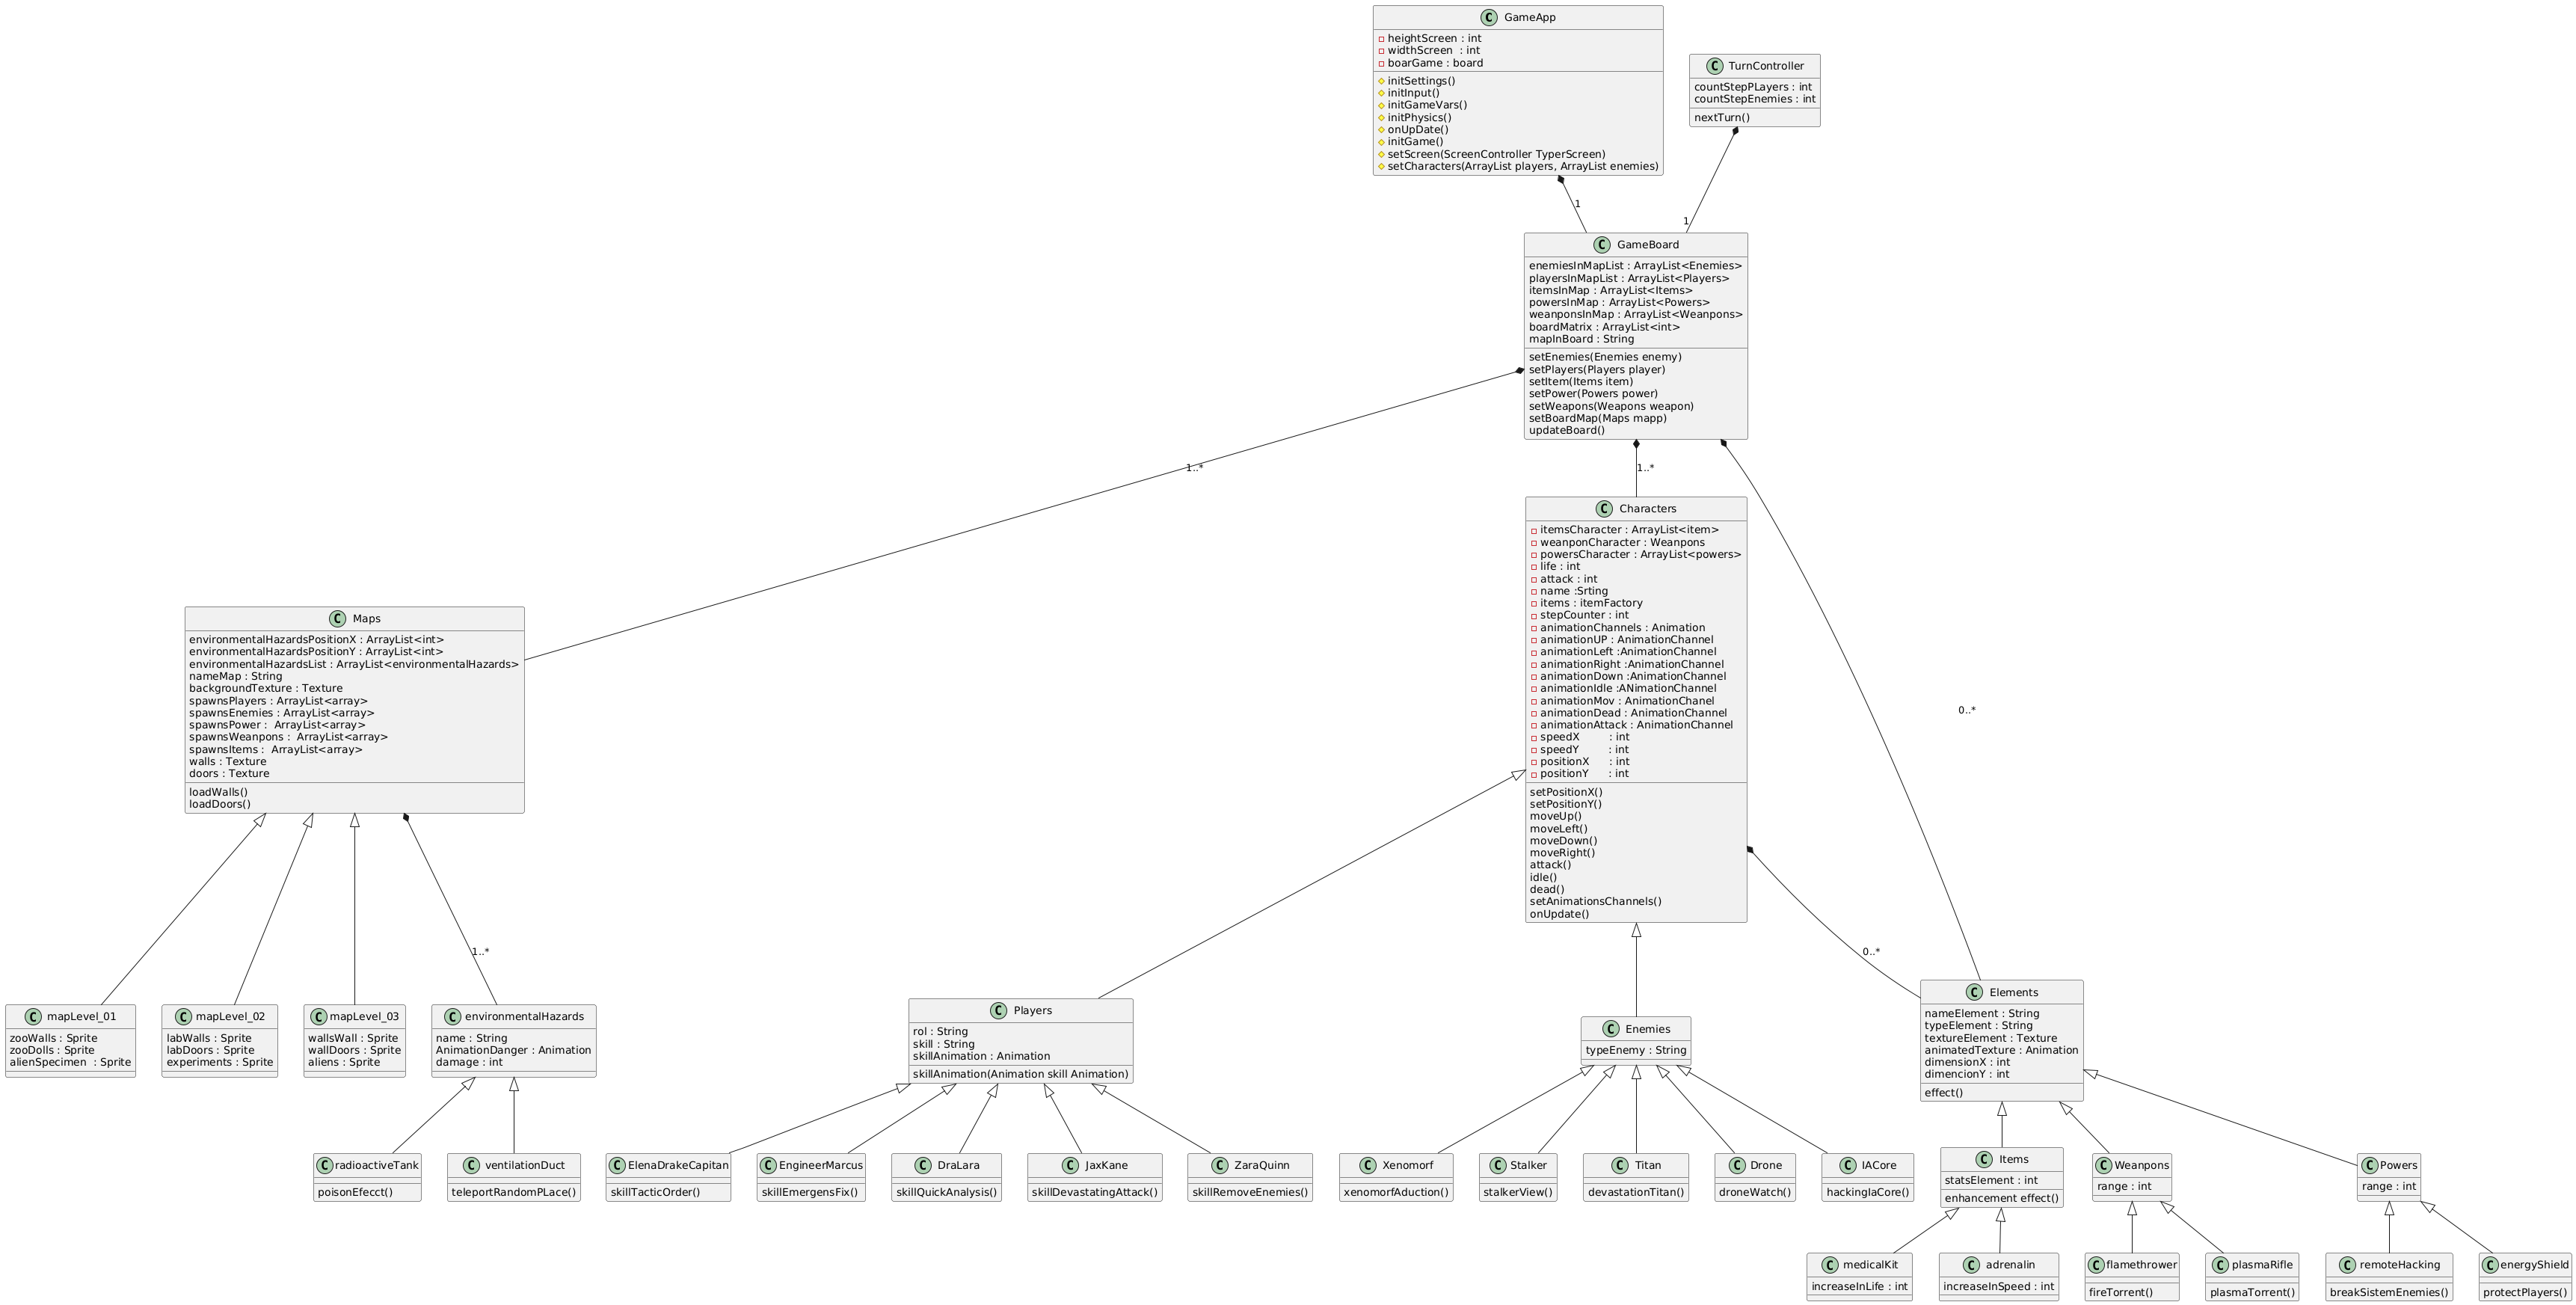 C GameApp
heightScreen : int
widthScreen  : int
boarGame : board
initSettings()
initInput()
initGameVars()
initPhysics()
onUpDate()
initGame()
setScreen(ScreenController TyperScreen)
setCharacters(ArrayList players, ArrayList enemies)
C TurnController
countStepPLayers : int
countStepEnemies : int
nextTurn()
1
1
C GameBoard
enemiesInMapList : ArrayList<Enemies>
playersInMapList : ArrayList<Players>
itemsInMap : ArrayList<Items>
powersInMap : ArrayList<Powers>
weanponsInMap : ArrayList<Weanpons>
boardMatrix : ArrayList<int>
mapInBoard : String
setEnemies(Enemies enemy)
setPlayers(Players player)
setItem(Items item)
setPower(Powers power)
setWeapons(Weapons weapon)
setBoardMap(Maps mapp)
updateBoard()
1..*
1..*
0..*
C Characters
itemsCharacter : ArrayList<item>
weanponCharacter : Weanpons
powersCharacter : ArrayList<powers>
life : int
attack : int
name :Srting
items : itemFactory
stepCounter : int
animationChannels : Animation
animationUP : AnimationChannel
animationLeft :AnimationChannel
animationRight :AnimationChannel
animationDown :AnimationChannel
animationIdle :ANimationChannel
animationMov : AnimationChanel
animationDead : AnimationChannel
animationAttack : AnimationChannel
speedX         : int
speedY         : int
positionX      : int
positionY      : int
setPositionX()
setPositionY()
moveUp()
moveLeft()
moveDown()
moveRight()
attack()
idle()
dead()
setAnimationsChannels()
onUpdate()
C Maps
environmentalHazardsPositionX : ArrayList<int>
environmentalHazardsPositionY : ArrayList<int>
environmentalHazardsList : ArrayList<environmentalHazards>
nameMap : String
backgroundTexture : Texture
spawnsPlayers : ArrayList<array>
spawnsEnemies : ArrayList<array>
spawnsPower :  ArrayList<array>
spawnsWeanpons :  ArrayList<array>
spawnsItems :  ArrayList<array>
walls : Texture
doors : Texture
loadWalls()
loadDoors()
1..*
0..*
C mapLevel_01
zooWalls : Sprite
zooDolls : Sprite
alienSpecimen  : Sprite
C mapLevel_02
labWalls : Sprite
labDoors : Sprite
experiments : Sprite
C mapLevel_03
wallsWall : Sprite
wallDoors : Sprite
aliens : Sprite
C environmentalHazards
name : String
AnimationDanger : Animation
damage : int
C Players
rol : String
skill : String
skillAnimation : Animation
skillAnimation(Animation skill Animation)
C Enemies
typeEnemy : String
C Elements
nameElement : String
typeElement : String
textureElement : Texture
animatedTexture : Animation
dimensionX : int
dimencionY : int
effect()
C radioactiveTank
poisonEfecct()
C ventilationDuct
teleportRandomPLace()
C ElenaDrakeCapitan
skillTacticOrder()
C EngineerMarcus
skillEmergensFix()
C DraLara
skillQuickAnalysis()
C JaxKane
skillDevastatingAttack()
C ZaraQuinn
skillRemoveEnemies()
C Xenomorf
xenomorfAduction()
C Stalker
stalkerView()
C Titan
devastationTitan()
C Drone
droneWatch()
C IACore
hackingIaCore()
C Items
statsElement : int
enhancement effect()
C Weanpons
range : int
C Powers
range : int
C medicalKit
increaseInLife : int
C adrenalin
increaseInSpeed : int
C flamethrower
fireTorrent()
C plasmaRifle
plasmaTorrent()
C remoteHacking
breakSistemEnemies()
C energyShield
protectPlayers()